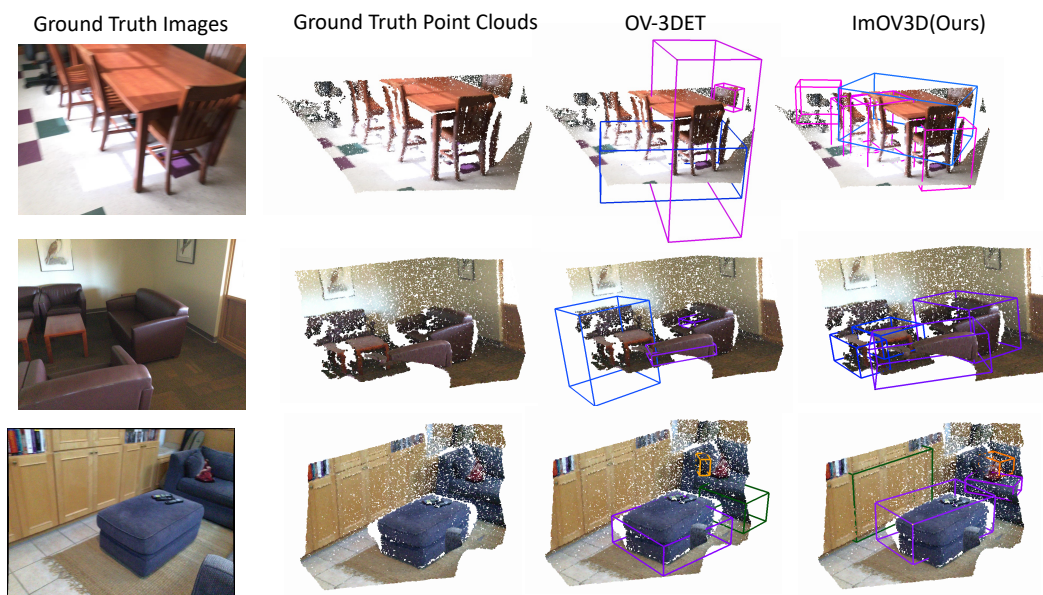 Ground Truth Images
Ground Truth Point Clouds
OV-3DET
ImOV3D(Ours)